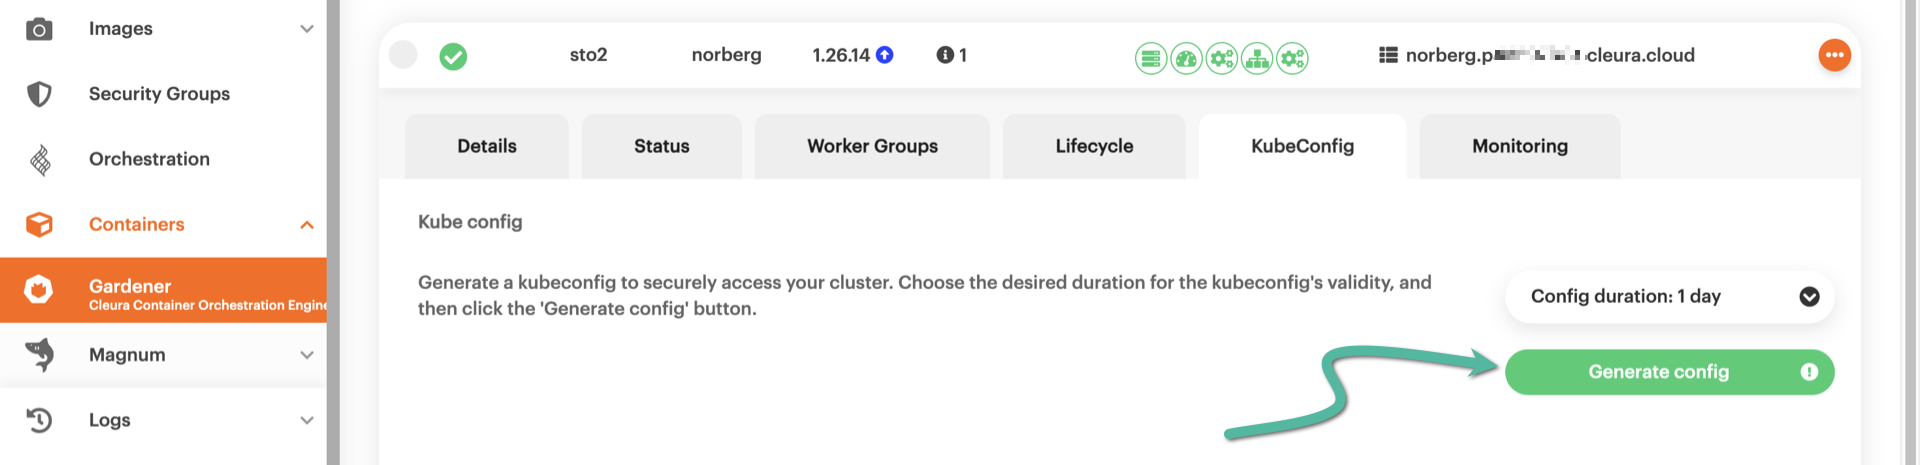 Images
Security Groups
Orchestration
Containers
Gardener
Cleura Container Orchestration Engine
Magnum
Logs
sto2 norberg 1.26.14 1 norberg.p cleura.cloud
Details Status Worker Groups Lifecycle KubeConfig Monitoring
Kube config
Generate a kubeconfig to securely access your cluster. Choose the desired duration for the kubeconfig's validity, and
then click the 'Generate config' button.
Config duration: 1 day
Generate config